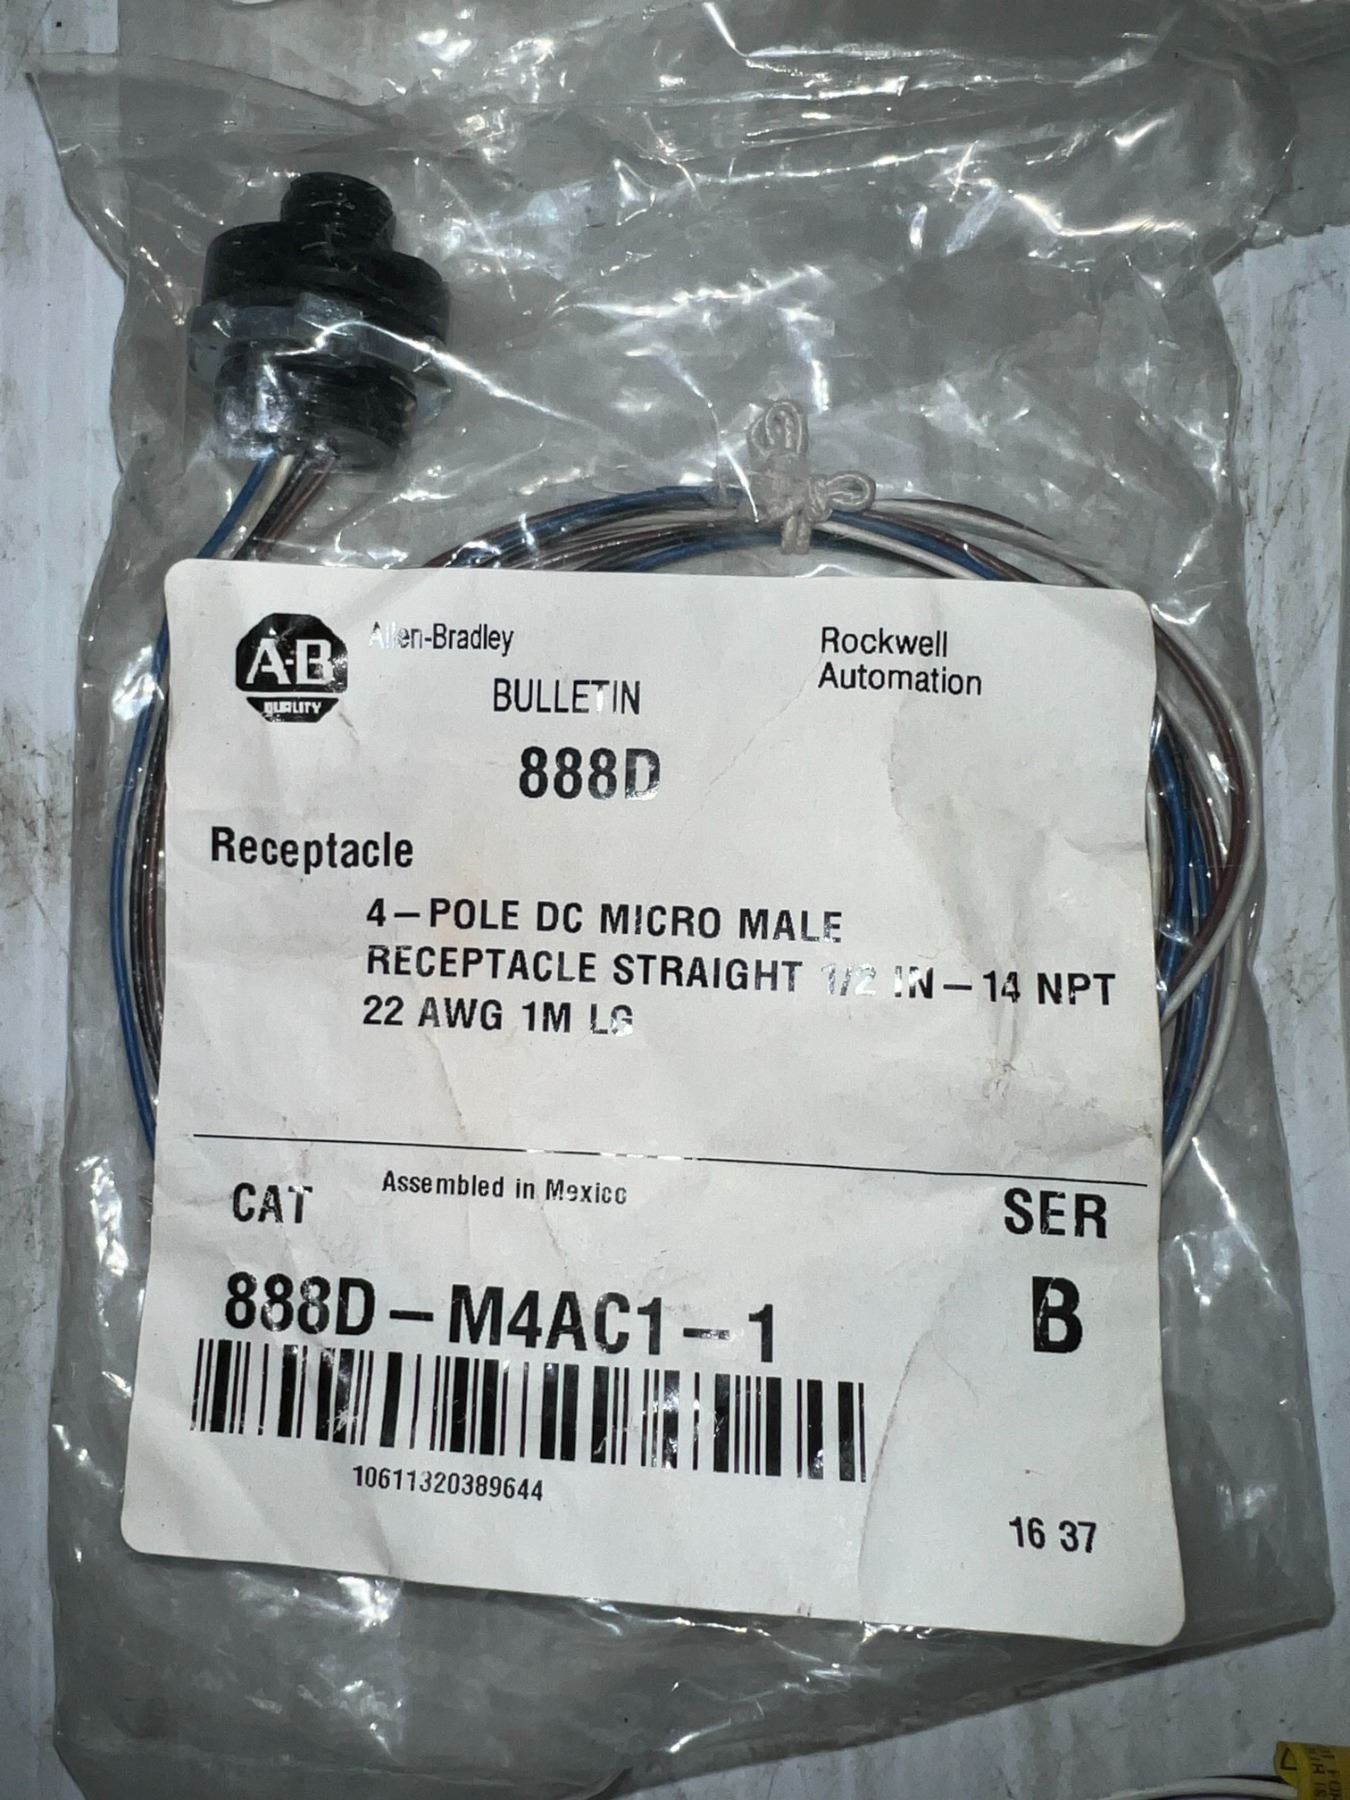 A-B
QUALITY
Allen-Bradley
Rockwell
Automation
BULLETIN
888D
Receptacle
4-POLE DC MICRO MALE
RECEPTACLE STRAIGHT 1/2 IN-14 NPT
22 AWG 1M LG
Assembled in Mexico
CAT
SER
888D-M4AC1-1
B
10611320389644
16 37